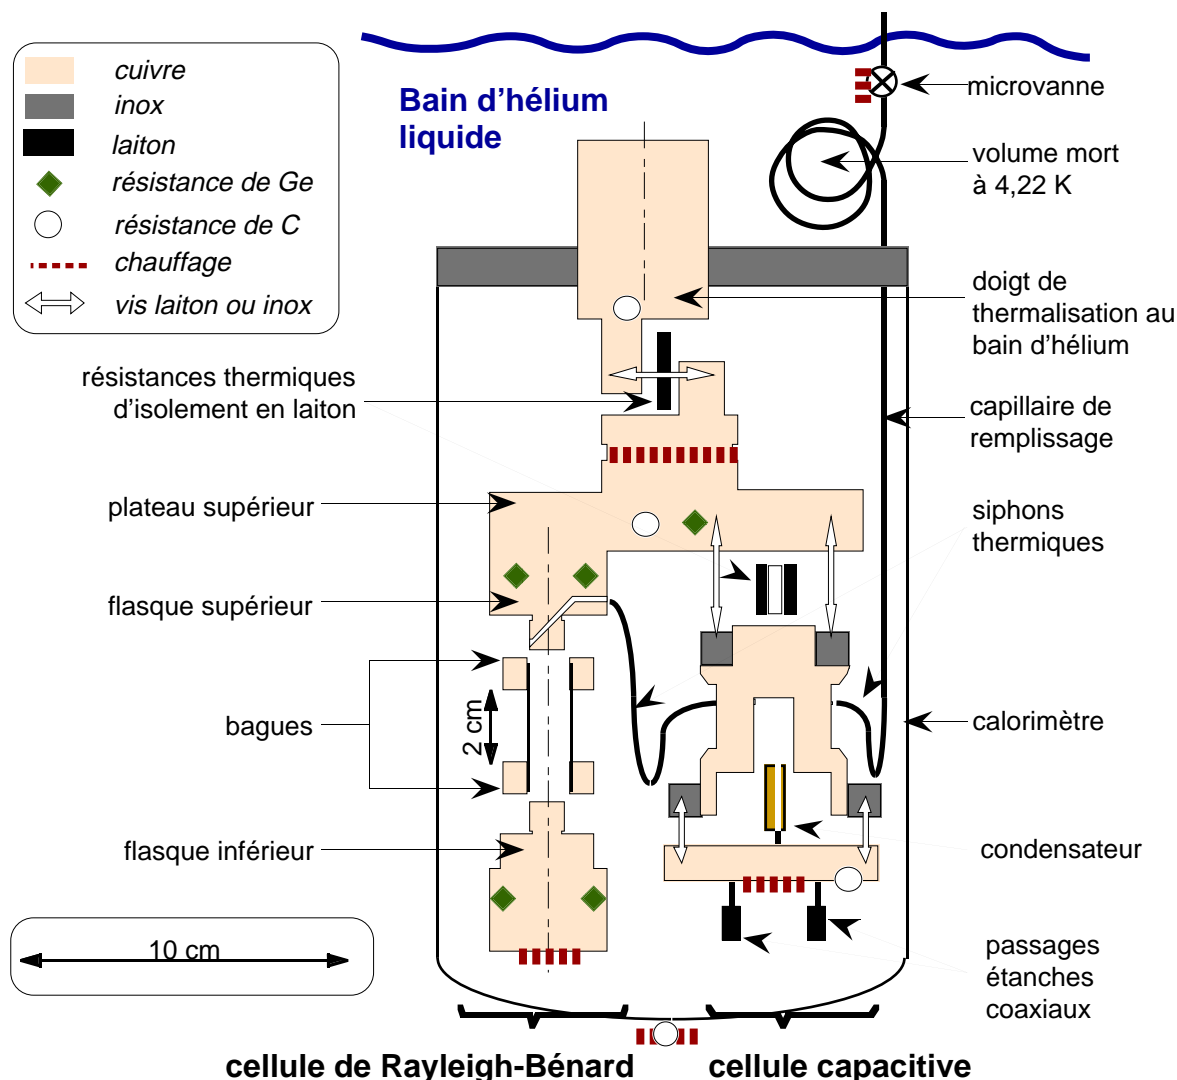 cuivre
inox
laiton
résistance de Ge
résistance de C
chauffage
vis laiton ou inox
Bain d'hélium
liquide
microvanne
volume mort
à 4,22 K
doigt de
thermalisation au
bain d'hélium
résistances thermiques
d'isolement en laiton
capillaire de
remplissage
plateau supérieur
siphons
thermiques
flasque supérieur
bagues
2 cm
calorimètre
flasque inférieur
condensateur
10 cm
passages
étanches
coaxiaux
cellule de Rayleigh-Bénard
cellule capacitive